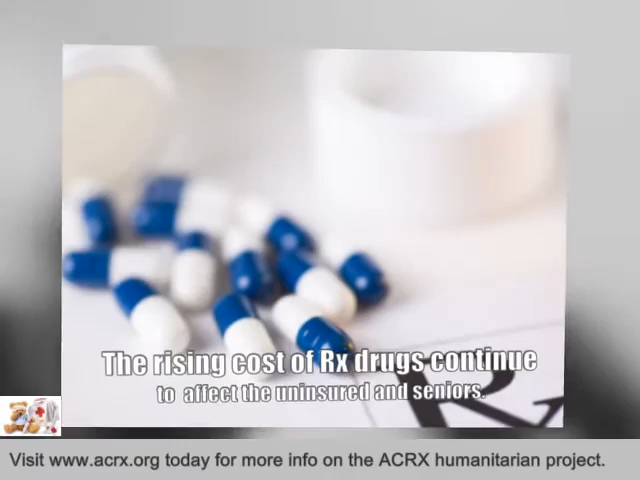 The rising cost of Rx drugs continue
to affect the uninsured and seniors.
Rx
Visit www.acrx.org today for more info on the ACRX humanitarian project.